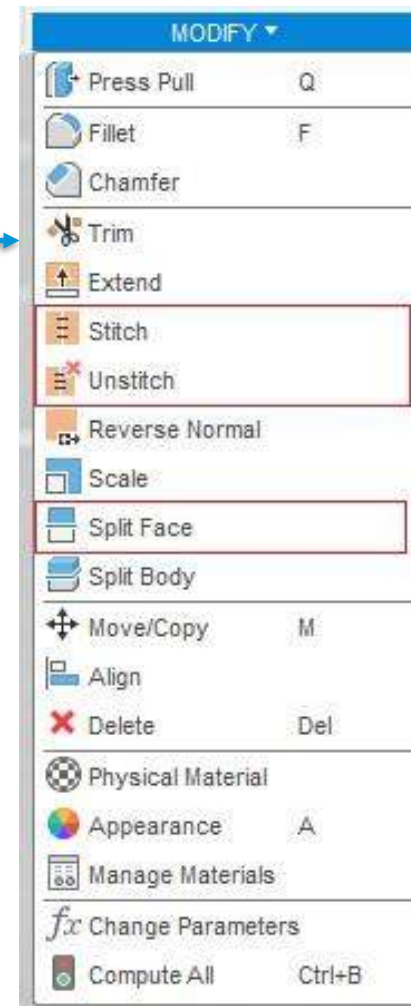 MODIFY ▼
Press Pull Q
Fillet F
Chamfer
Trim
Extend
Stitch
Unstitch
Reverse Normal
Scale
Split Face
Split Body
Move/Copy M
Align
Delete Del
Physical Material
Appearance A
Manage Materials
fx Change Parameters
Compute All Ctrl+B